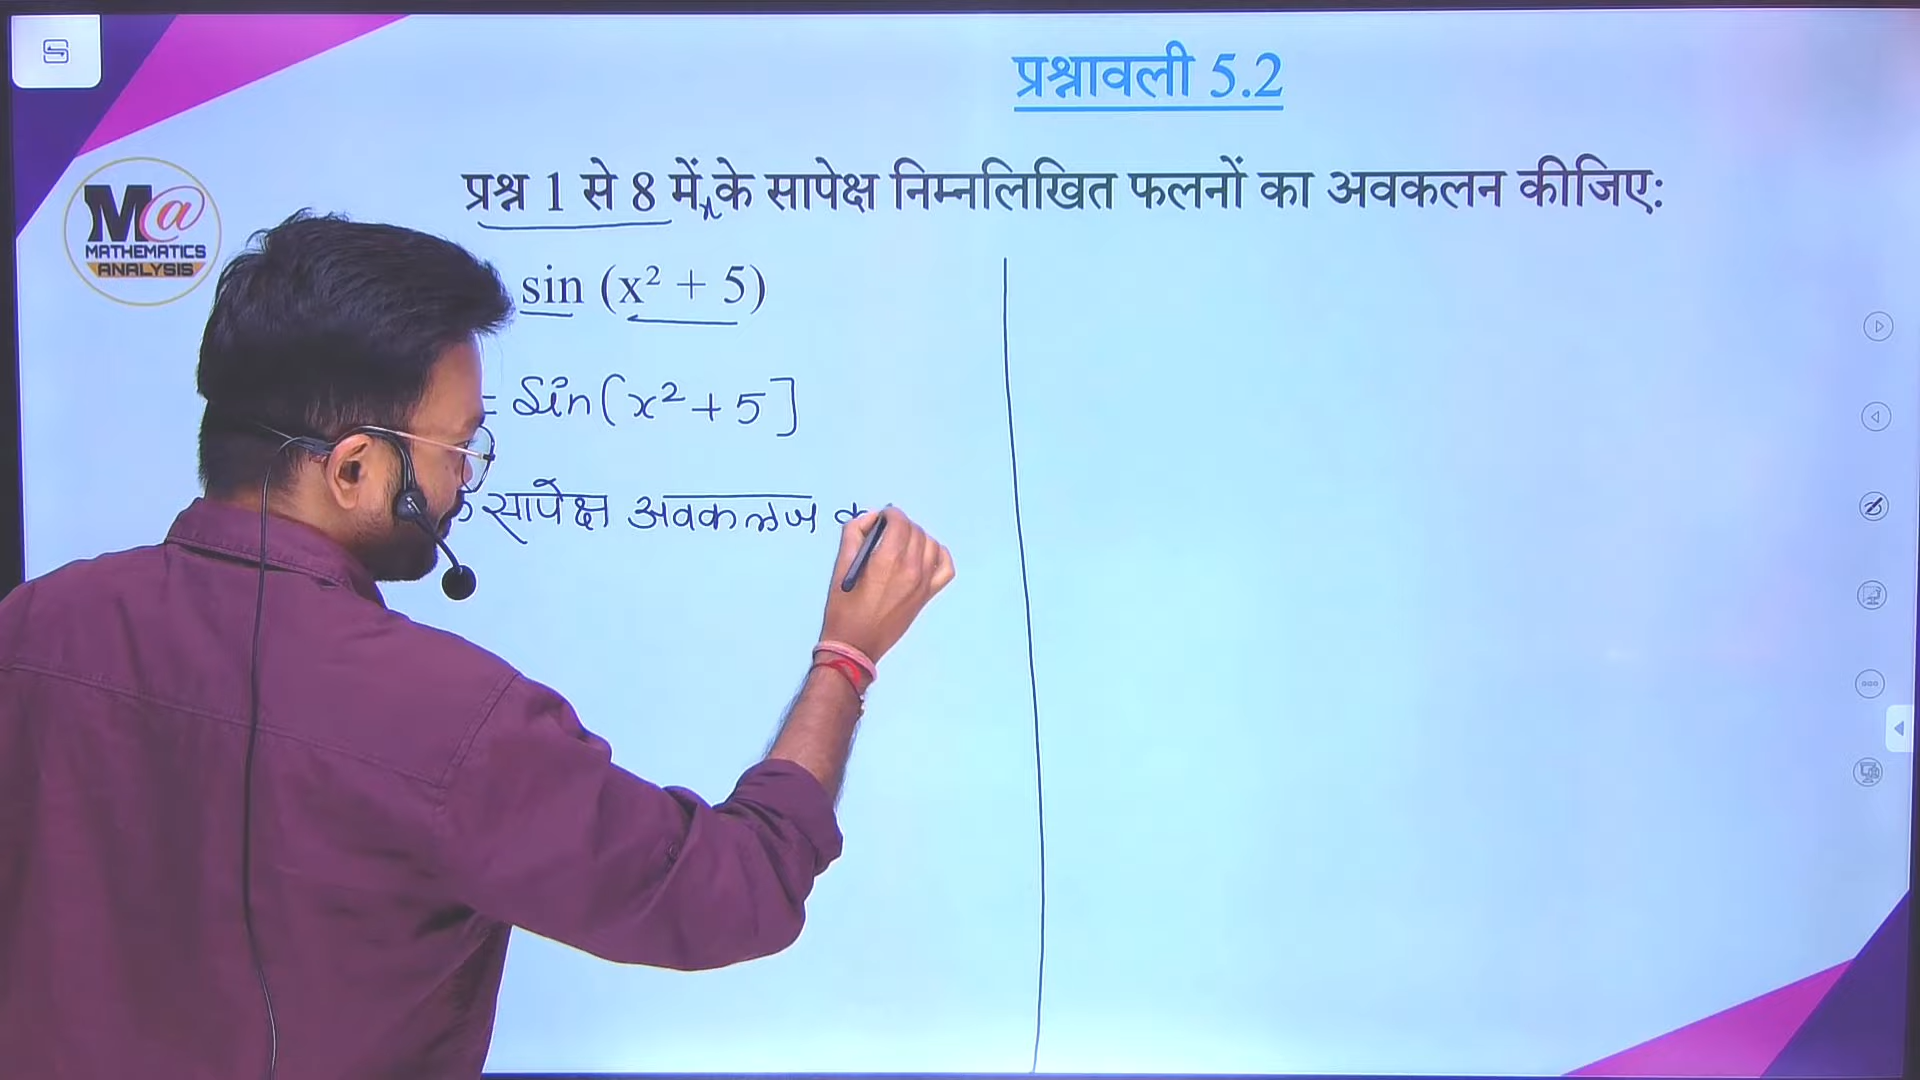 प्रश्नावली 5.2
प्रश्न 1 से 8 में x के सापेक्ष निम्नलिखित फलनों का अवकलन कीजिए:
M@
MATHEMATICS
ANALYSIS
sin (x² + 5)
= Sin(x²+5]
सापेक्ष अवकलन